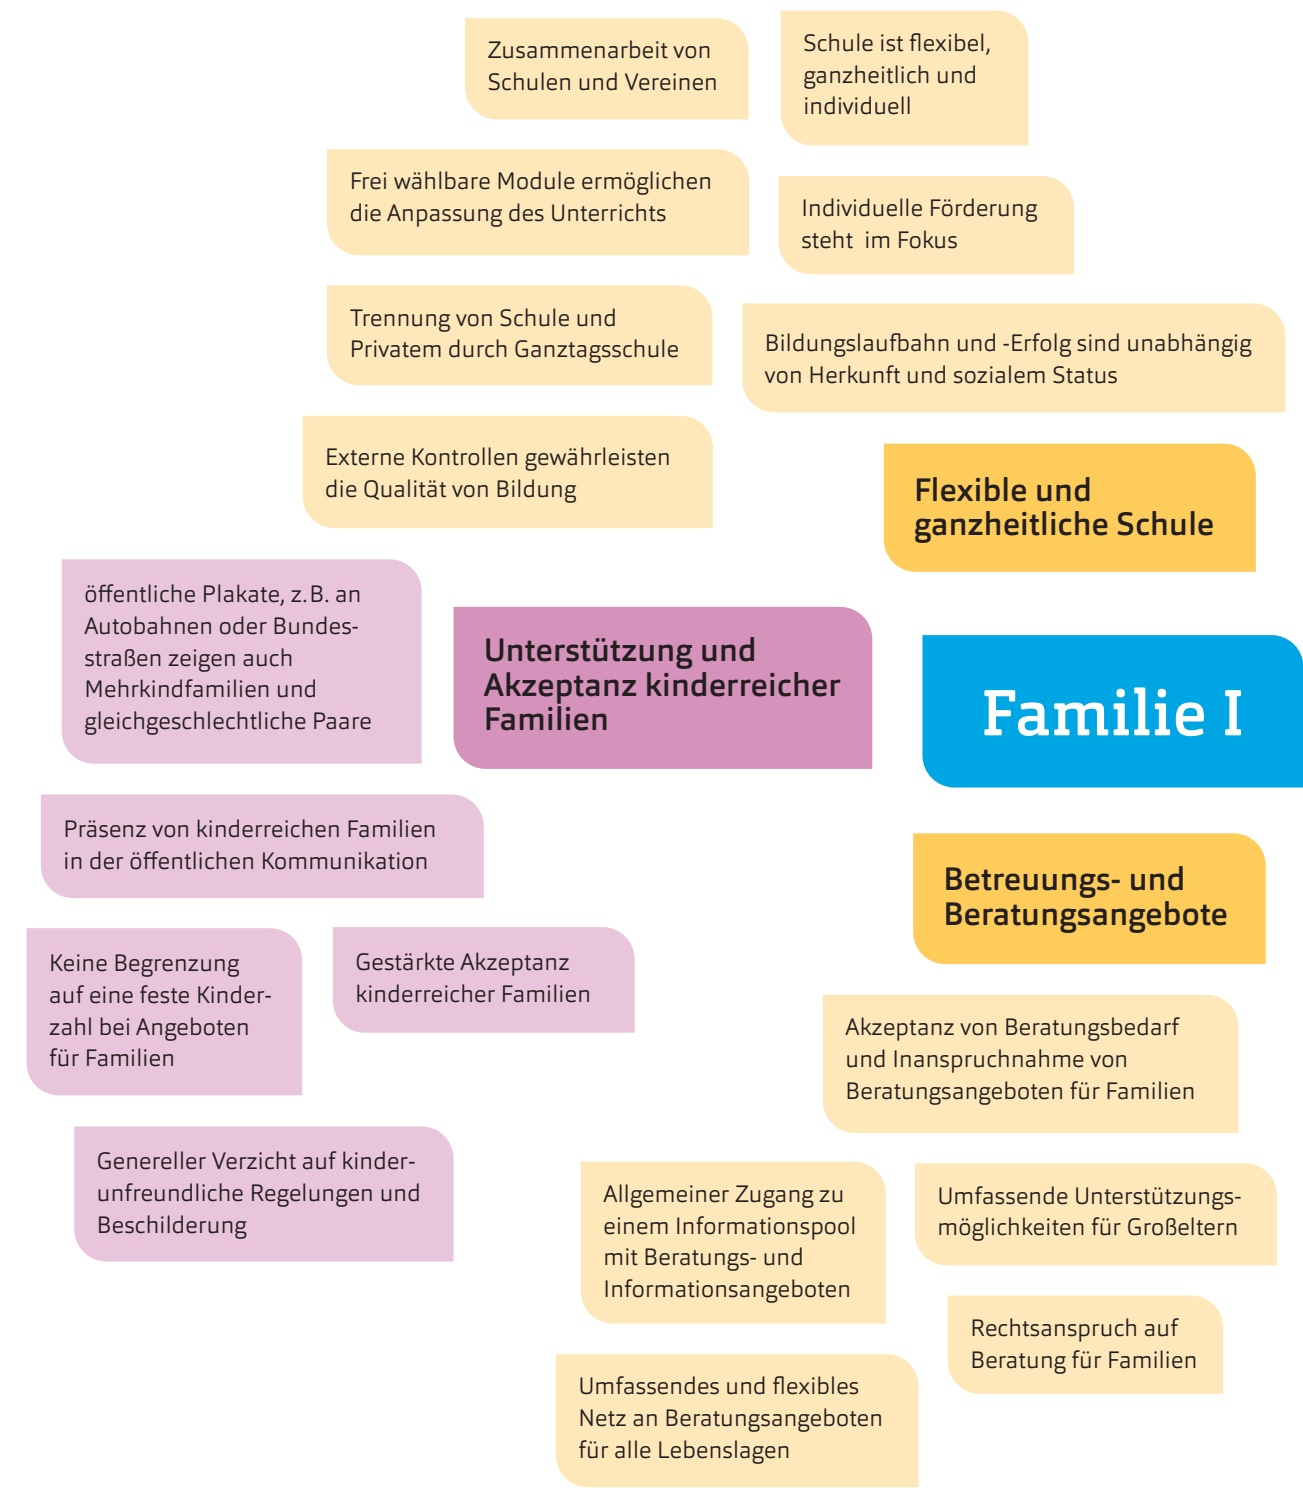 Zusammenarbeit von
Schulen und Vereinen
Schule ist flexibel,
ganzheitlich und
individuell
Frei wählbare Module ermöglichen
die Anpassung des Unterrichts
Individuelle Förderung
steht im Fokus
Trennung von Schule und
Privatem durch Ganztagsschule
Bildungslaufbahn und -Erfolg sind unabhängig
von Herkunft und sozialem Status
Externe Kontrollen gewährleisten
die Qualität von Bildung
Flexible und
ganzheitliche Schule
öffentliche Plakate, z. B. an
Autobahnen oder Bundes-
straßen zeigen auch
Mehrkindfamilien und
gleichgeschlechtliche Paare
Unterstützung und
Akzeptanz kinderreicher
Familien
Familie I
Präsenz von kinderreichen Familien
in der öffentlichen Kommunikation
Betreuungs- und
Beratungsangebote
Keine Begrenzung
auf eine feste Kinder-
zahl bei Angeboten
für Familien
Gestärkte Akzeptanz
kinderreicher Familien
Akzeptanz von Beratungsbedarf
und Inanspruchnahme von
Beratungsangeboten für Familien
Genereller Verzicht auf kinder-
unfreundliche Regelungen und
Beschilderung
Allgemeiner Zugang zu
einem Informationspool
mit Beratungs- und
Informationsangeboten
Umfassende Unterstützungs-
möglichkeiten für Großeltern
Rechtsanspruch auf
Beratung für Familien
Umfassendes und flexibles
Netz an Beratungsangeboten
für alle Lebenslagen